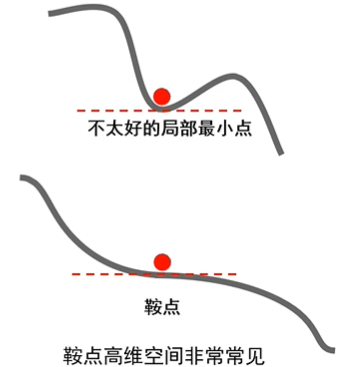 不太好的局部最小点
鞍点
鞍点高维空间非常常见